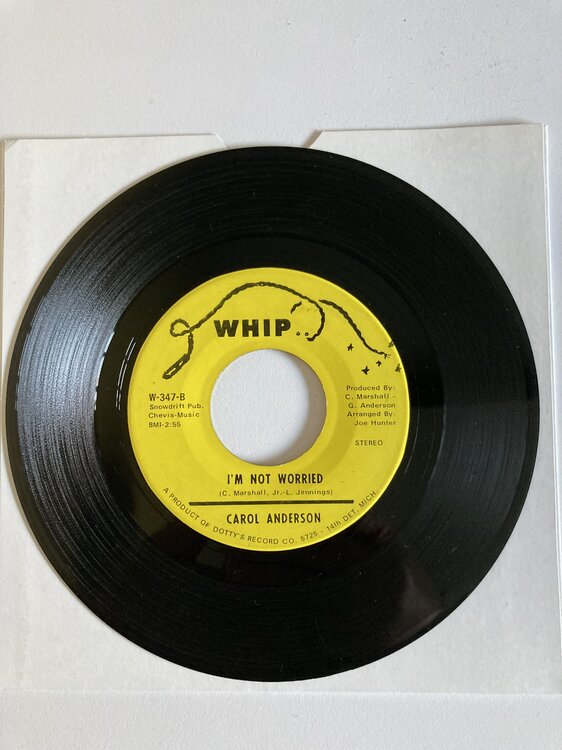 WHIP
W-347-B
Snowdrift Pub.
Chevis-Music
BMI-2:55
Produced By:
C. Marshall -
G. Anderson
Arranged By:
Joe Hunter
STEREO
I'M NOT WORRIED
(C. Marshall, Jr.-L. Jennings)
CAROL ANDERSON
A PRODUCT OF DOTTY'S RECORD CO. 5725 - 14th DET. MICH.